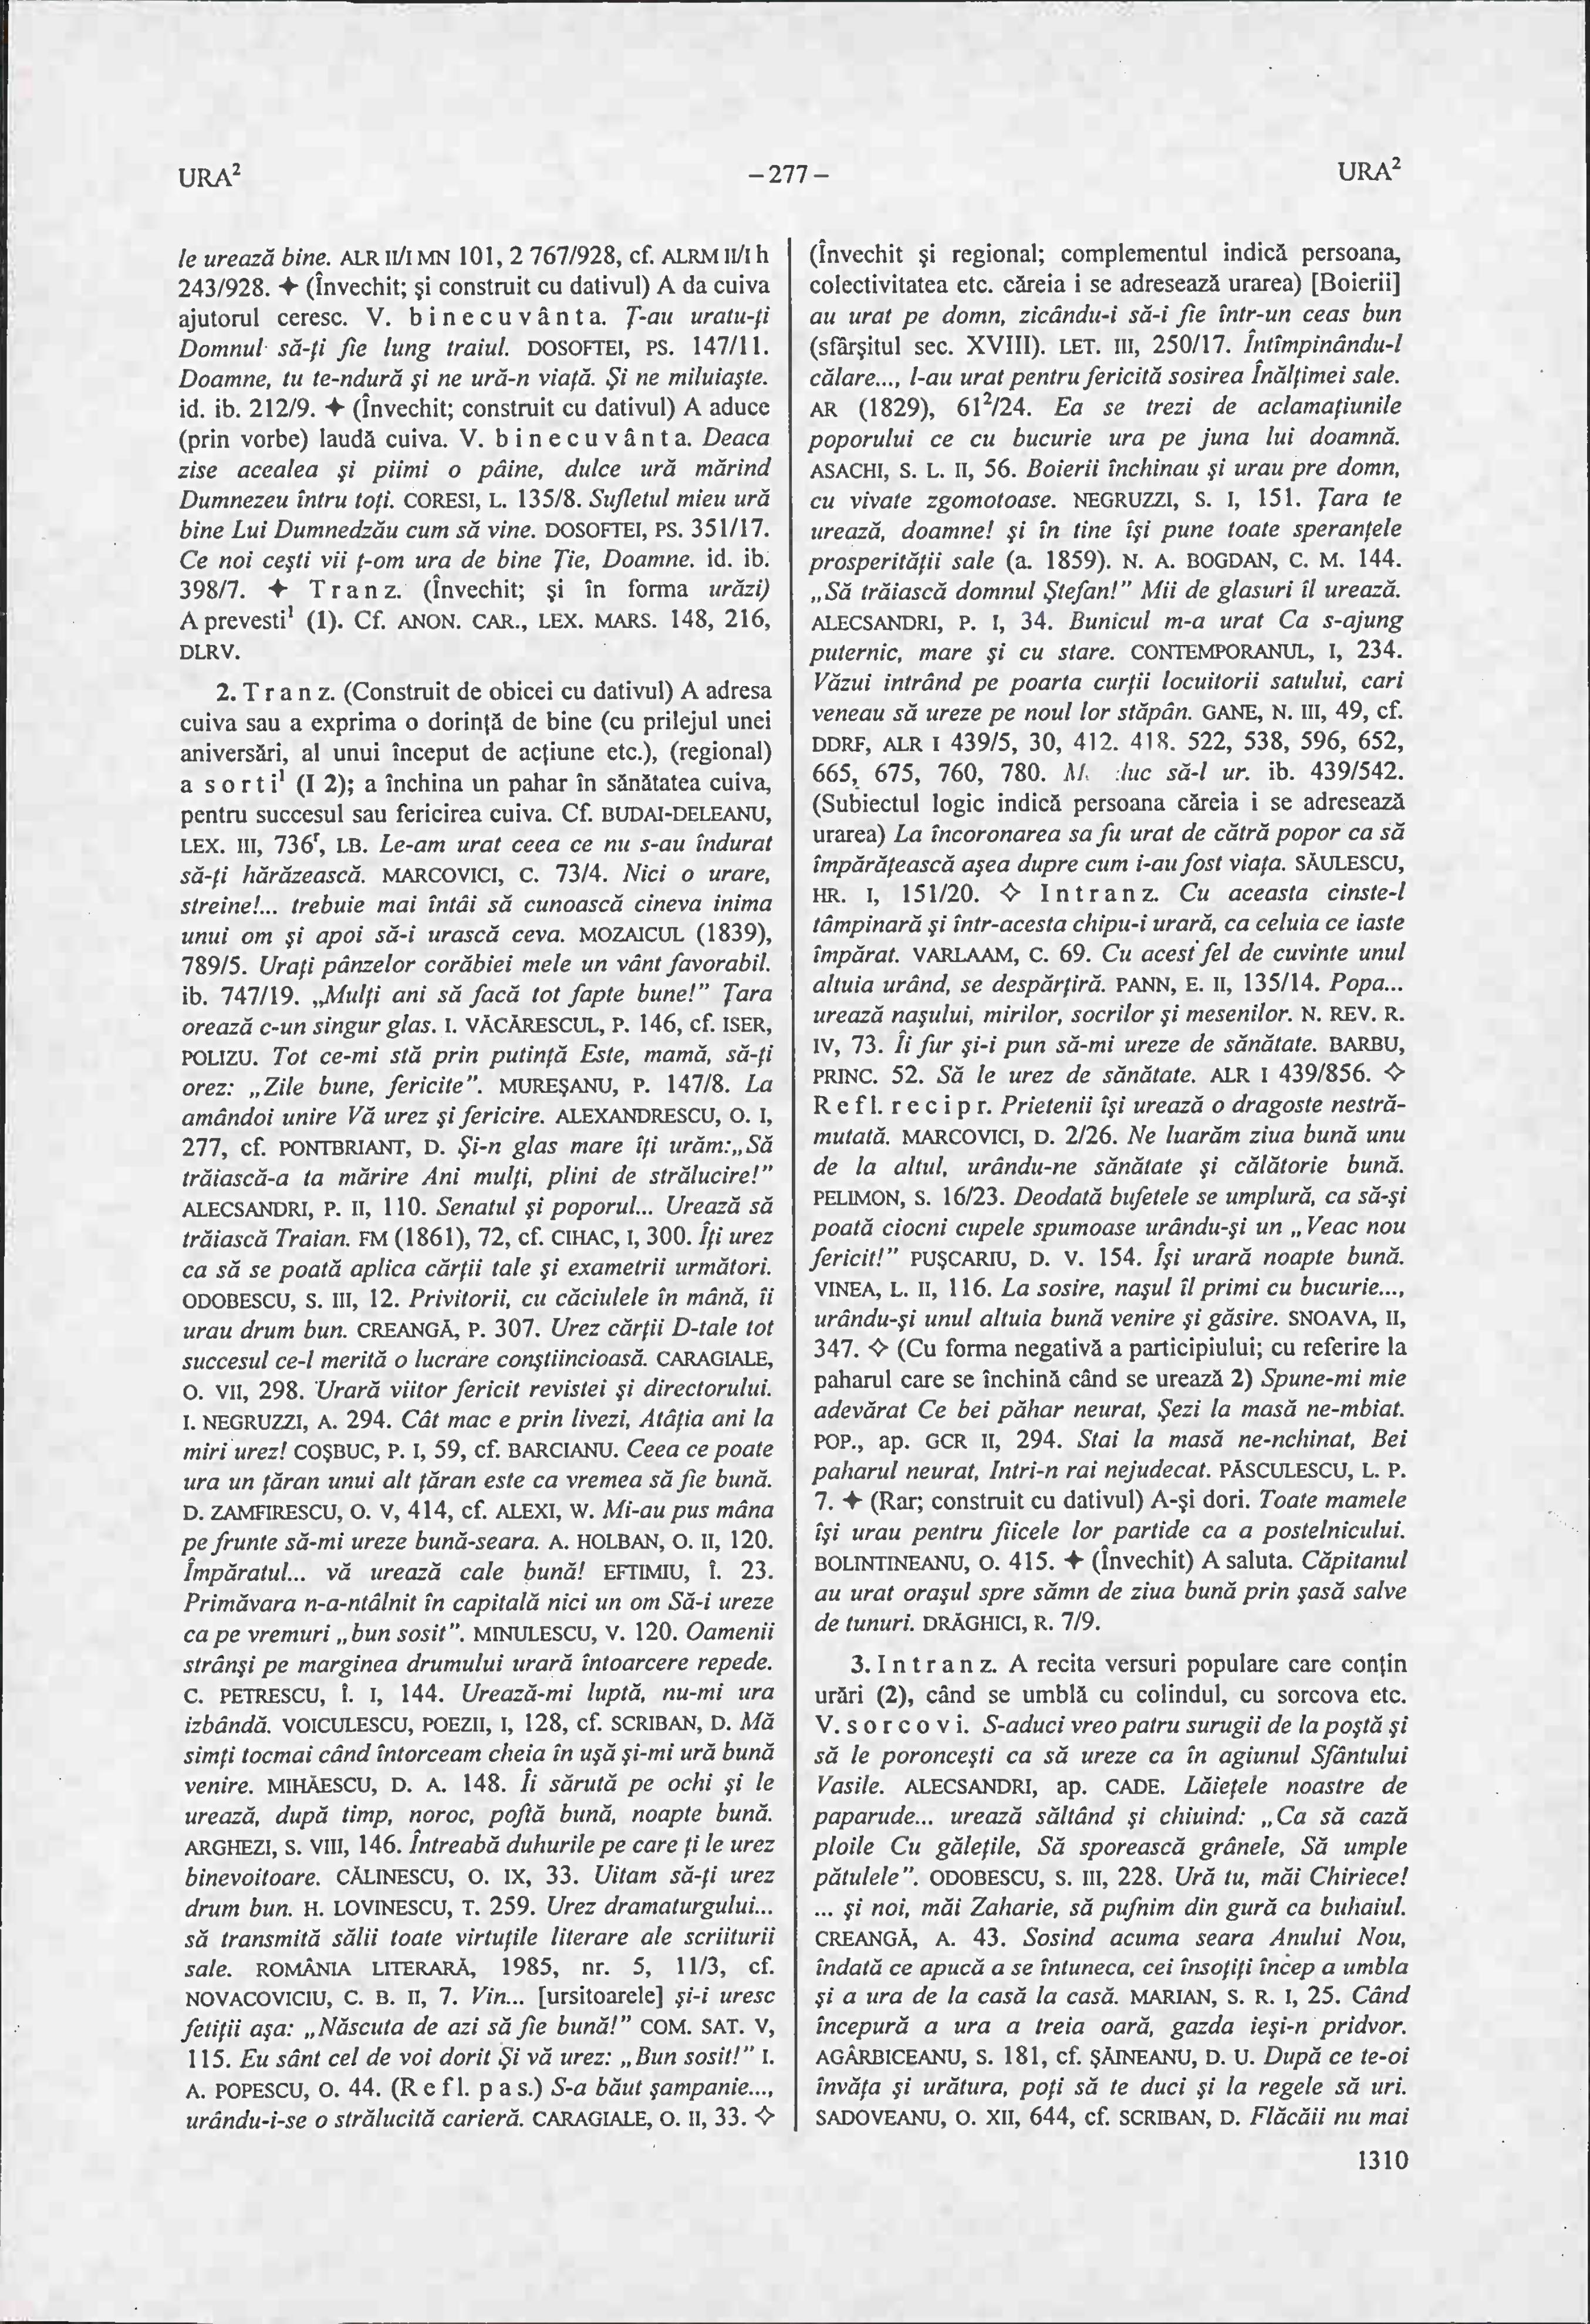 URA²
– 277 –
URA²
le urează bine. ALR II/I MN 101, 2 767/928, cf. ALRM II/I h
243/928. ✦ (Învechit; şi construit cu dativul) A da cuiva
ajutorul ceresc. V. b i n e c u v â n t a. Ţ-au uratu-ţi
Domnul să-ţi fie lung traiul. DOSOFTEI, PS. 147/11.
Doamne, tu te-ndură şi ne ură-n viaţă. Şi ne miluiaşte.
id. ib. 212/9. ✦ (Învechit; construit cu dativul) A aduce
(prin vorbe) laudă cuiva. V. b i n e c u v â n t a. Deaca
zise acealea şi piimi o pâine, dulce ură mărind
Dumnezeu întru toţi. CORESI, L. 135/8. Sufletul mieu ură
bine Lui Dumnedzău cum să vine. DOSOFTEI, PS. 351/17.
Ce noi ceşti vii ţ-om ura de bine Ţie, Doamne. id. ib.
398/7. ✦ T r a n z. (Învechit; şi în forma urăzi)
A prevesti¹ (1). Cf. ANON. CAR., LEX. MARS. 148, 216,
DLRV.
2. T r a n z. (Construit de obicei cu dativul) A adresa
cuiva sau a exprima o dorinţă de bine (cu prilejul unei
aniversări, al unui început de acţiune etc.), (regional)
a s o r t i¹ (I 2); a închina un pahar în sănătatea cuiva,
pentru succesul sau fericirea cuiva. Cf. BUDAI-DELEANU,
LEX. III, 736ʳ, LB. Le-am urat ceea ce nu s-au îndurat
să-ţi hărăzească. MARCOVICI, C. 73/4. Nici o urare,
streine!... trebuie mai întâi să cunoască cineva inima
unui om şi apoi să-i urască ceva. MOZAICUL (1839),
789/5. Uraţi pânzelor corăbiei mele un vânt favorabil.
ib. 747/19. „Mulţi ani să facă tot fapte bune!” Ţara
orează c-un singur glas. I. VĂCĂRESCUL, P. 146, cf. ISER,
POLIZU. Tot ce-mi stă prin putinţă Este, mamă, să-ţi
orez: „Zile bune, fericite”. MUREŞANU, P. 147/8. La
amândoi unire Vă urez şi fericire. ALEXANDRESCU, O. I,
277, cf. PONTBRIANT, D. Şi-n glas mare îţi urăm:„Să
trăiască-a ta mărire Ani mulţi, plini de strălucire!”
ALECSANDRI, P. II, 110. Senatul şi poporul... Urează să
trăiască Traian. FM (1861), 72, cf. CIHAC, I, 300. Îţi urez
ca să se poată aplica cărţii tale şi exametrii următori.
ODOBESCU, S. III, 12. Privitorii, cu căciulele în mână, îi
urau drum bun. CREANGĂ, P. 307. Urez cărţii D-tale tot
succesul ce-l merită o lucrare conştiincioasă. CARAGIALE,
O. VII, 298. Urară viitor fericit revistei şi directorului.
I. NEGRUZZI, A. 294. Cât mac e prin livezi, Atâţia ani la
miri urez! COŞBUC, P. I, 59, cf. BARCIANU. Ceea ce poate
ura un ţăran unui alt ţăran este ca vremea să fie bună.
D. ZAMFIRESCU, O. V, 414, cf. ALEXI, W. Mi-au pus mâna
pe frunte să-mi ureze bună-seara. A. HOLBAN, O. II, 120.
Împăratul... vă urează cale bună! EFTIMIU, Î. 23.
Primăvara n-a-ntâlnit în capitală nici un om Să-i ureze
ca pe vremuri „bun sosit”. MINULESCU, V. 120. Oamenii
strânşi pe marginea drumului urară întoarcere repede.
C. PETRESCU, Î. I, 144. Urează-mi luptă, nu-mi ura
izbândă. VOICULESCU, POEZII, I, 128, cf. SCRIBAN, D. Mă
simţi tocmai când întorceam cheia în uşă şi-mi ură bună
venire. MIHĂESCU, D. A. 148. Îi sărută pe ochi şi le
urează, după timp, noroc, poftă bună, noapte bună.
ARGHEZI, S. VIII, 146. Întreabă duhurile pe care ţi le urez
binevoitoare. CĂLINESCU, O. IX, 33. Uitam să-ţi urez
drum bun. H. LOVINESCU, T. 259. Urez dramaturgului...
să transmită sălii toate virtuţile literare ale scriiturii
sale. ROMÂNIA LITERARĂ, 1985, nr. 5, 11/3, cf.
NOVACOVICIU, C. B. II, 7. Vin... [ursitoarele] şi-i uresc
fetiţii aşa: „Născuta de azi să fie bună!” COM. SAT. V,
115. Eu sânt cel de voi dorit Şi vă urez: „Bun sosit!” I.
A. POPESCU, O. 44. (R e f l. p a s.) S-a băut şampanie...,
urându-i-se o strălucită carieră. CARAGIALE, O. II, 33. ✧
(Învechit şi regional; complementul indică persoana,
colectivitatea etc. căreia i se adresează urarea) [Boierii]
au urat pe domn, zicându-i să-i fie într-un ceas bun
(sfârşitul sec. XVIII). LET. III, 250/17. Întîmpinându-l
călare..., l-au urat pentru fericită sosirea Înălţimei sale.
AR (1829), 61²/24. Ea se trezi de aclamaţiunile
poporului ce cu bucurie ura pe juna lui doamnă.
ASACHI, S. L. II, 56. Boierii închinau şi urau pre domn,
cu vivate zgomotoase. NEGRUZZI, S. I, 151. Ţara te
urează, doamne! şi în tine îşi pune toate speranţele
prosperităţii sale (a. 1859). N. A. BOGDAN, C. M. 144.
„Să trăiască domnul Ştefan!” Mii de glasuri îl urează.
ALECSANDRI, P. I, 34. Bunicul m-a urat Ca s-ajung
puternic, mare şi cu stare. CONTEMPORANUL, I, 234.
Văzui intrând pe poarta curţii locuitorii satului, cari
veneau să ureze pe noul lor stăpân. GANE, N. III, 49, cf.
DDRF, ALR I 439/5, 30, 412. 418. 522, 538, 596, 652,
665, 675, 760, 780. să-l ur. ib. 439/542.
(Subiectul logic indică persoana căreia i se adresează
urarea) La încoronarea sa fu urat de cătră popor ca să
împărăţească aşea dupre cum i-au fost viaţa. SĂULESCU,
HR. I, 151/20. ✧ I n t r a n z. Cu aceasta cinste-l
tâmpinară şi într-acesta chipu-i urară, ca celuia ce iaste
împărat. VARLAAM, C. 69. Cu acest fel de cuvinte unul
altuia urând, se despărţiră. PANN, E. II, 135/14. Popa...
urează naşului, mirilor, socrilor şi mesenilor. N. REV. R.
IV, 73. Îi fur şi-i pun să-mi ureze de sănătate. BARBU,
PRINC. 52. Să le urez de sănătate. ALR I 439/856. ✧
R e f l. r e c i p r. Prietenii îşi urează o dragoste nestră-
mutată. MARCOVICI, D. 2/26. Ne luarăm ziua bună unu
de la altul, urându-ne sănătate şi călătorie bună.
PELIMON, S. 16/23. Deodată bufetele se umplură, ca să-şi
poată ciocni cupele spumoase urându-şi un „Veac nou
fericit!” PUŞCARIU, D. V. 154. Îşi urară noapte bună.
VINEA, L. II, 116. La sosire, naşul îl primi cu bucurie...,
urându-şi unul altuia bună venire şi găsire. SNOAVA, II,
347. ✧ (Cu forma negativă a participiului; cu referire la
paharul care se închină când se urează 2) Spune-mi mie
adevărat Ce bei păhar neurat, Şezi la masă ne-mbiat.
POP., ap. GCR II, 294. Stai la masă ne-nchinat, Bei
paharul neurat, Intri-n rai nejudecat. PĂSCULESCU, L. P.
7. ✦ (Rar; construit cu dativul) A-şi dori. Toate mamele
îşi urau pentru fiicele lor partide ca a postelnicului.
BOLINTINEANU, O. 415. ✦ (Învechit) A saluta. Căpitanul
au urat oraşul spre sămn de ziua bună prin şasă salve
de tunuri. DRĂGHICI, R. 7/9.
3. I n t r a n z. A recita versuri populare care conţin
urări (2), când se umblă cu colindul, cu sorcova etc.
V. s o r c o v i. S-aduci vreo patru surugii de la poştă şi
să le poronceşti ca să ureze ca în agiunul Sfântului
Vasile. ALECSANDRI, ap. CADE. Lăieţele noastre de
paparude... urează săltând şi chiuind: „Ca să cază
ploile Cu găleţile, Să sporească grânele, Să umple
pătulele”. ODOBESCU, S. III, 228. Ură tu, măi Chiriece!
... şi noi, măi Zaharie, să pufnim din gură ca buhaiul.
CREANGĂ, A. 43. Sosind acuma seara Anului Nou,
îndată ce apucă a se întuneca, cei însoţiţi încep a umbla
şi a ura de la casă la casă. MARIAN, S. R. I, 25. Când
începură a ura a treia oară, gazda ieşi-n pridvor.
AGÂRBICEANU, S. 181, cf. ŞĂINEANU, D. U. După ce te-oi
învăţa şi urătura, poţi să te duci şi la regele să uri.
SADOVEANU, O. XII, 644, cf. SCRIBAN, D. Flăcăii nu mai
1310